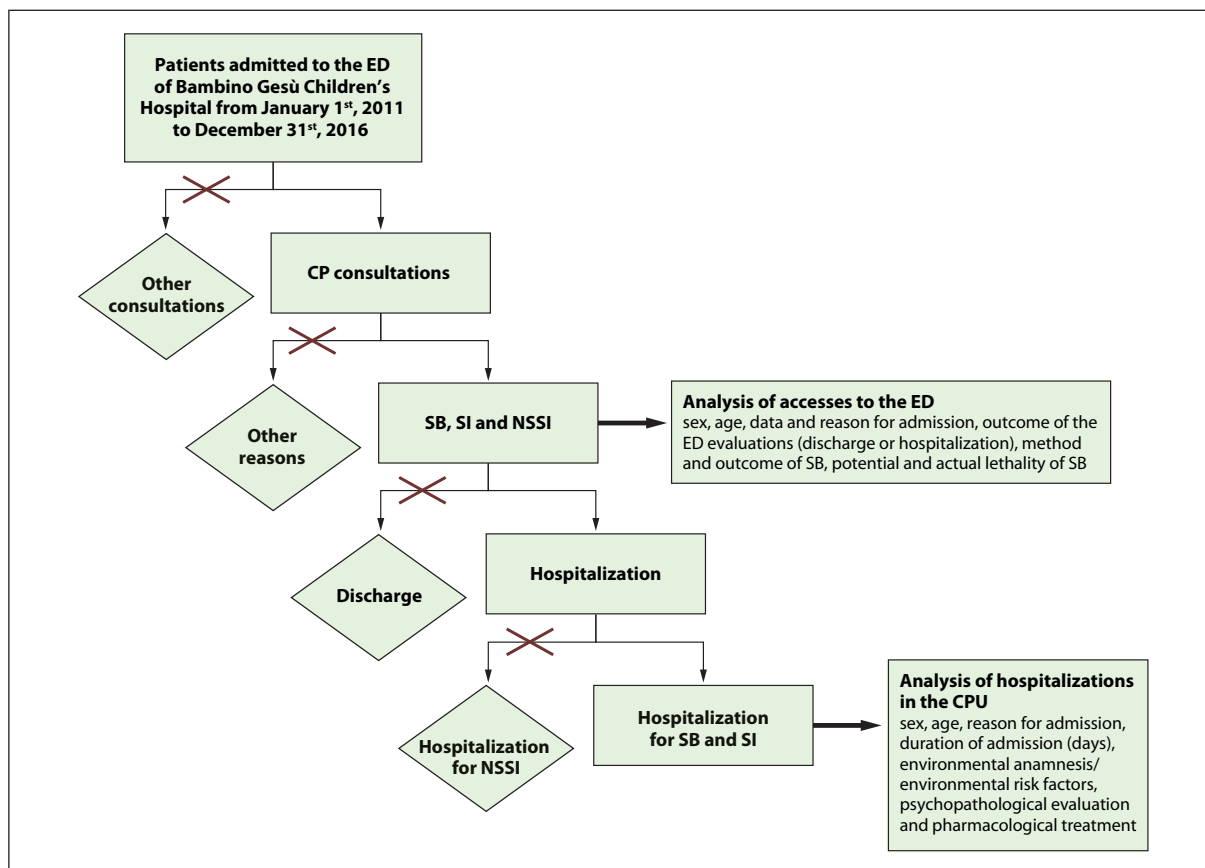 Patients admitted to the ED
of Bambino Gesù Children’s
Hospital from January 1st, 2011
to December 31st, 2016
Other
consultations
CP consultations
Other
reasons
SB, SI and NSSI
Analysis of accesses to the ED
sex, age, data and reason for admission, outcome of the
ED evaluations (discharge or hospitalization), method
and outcome of SB, potential and actual lethality of SB
Discharge
Hospitalization
Hospitalization
for NSSI
Hospitalization
for SB and SI
Analysis of hospitalizations
in the CPU
sex, age, reason for admission,
duration of admission (days),
environmental anamnesis/
environmental risk factors,
psychopathological evaluation
and pharmacological treatment